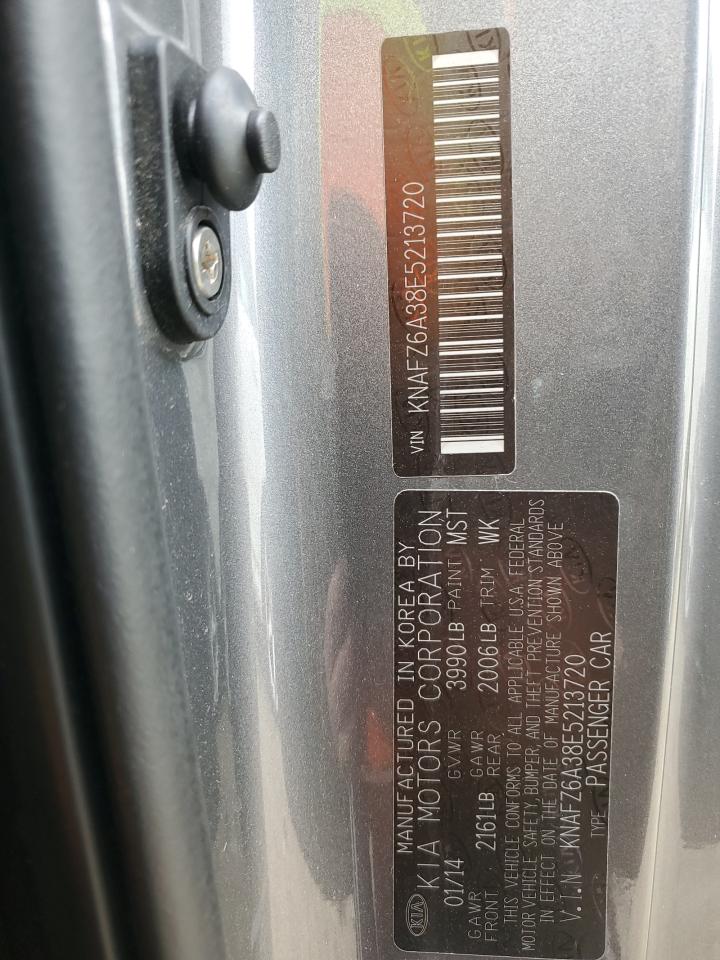 VIN KNAFZ6A38E5213720
MANUFACTURED IN KOREA BY
KIA MOTORS CORPORATION
01/14 GVWR 3990LB PAINT MST
GAWR FRONT 2161LB GAWR REAR 2006LB TRIM WK
THIS VEHICLE CONFORMS TO ALL APPLICABLE U.S.A. FEDERAL
MOTOR VEHICLE SAFETY, BUMPER, AND THEFT PREVENTION STANDARDS
IN EFFECT ON THE DATE OF MANUFACTURE SHOWN ABOVE
V.I.N KNAFZ6A38E5213720
TYPE PASSENGER CAR
KIA